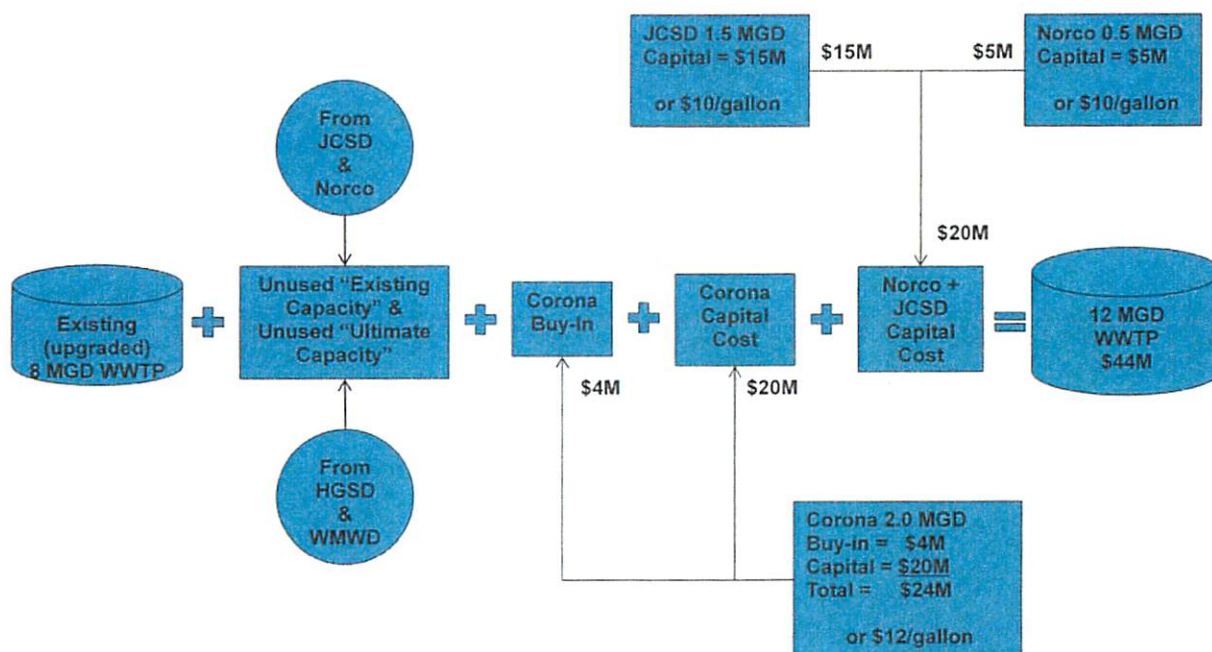 JCSD 1.5 MGD
Capital = $15M
or $10/gallon
$15M
$5M
Norco 0.5 MGD
Capital = $5M
or $10/gallon
From
JCSD
&
Norco
$20M
Existing
(upgraded)
8 MGD WWTP
Unused "Existing
Capacity" &
Unused "Ultimate
Capacity"
Corona
Buy-In
Corona
Capital
Cost
Norco +
JCSD
Capital
Cost
12 MGD
WWTP
$44M
$4M
$20M
From
HGSD
&
WMWD
Corona 2.0 MGD
Buy-in = $4M
Capital = $20M
Total = $24M
or $12/gallon